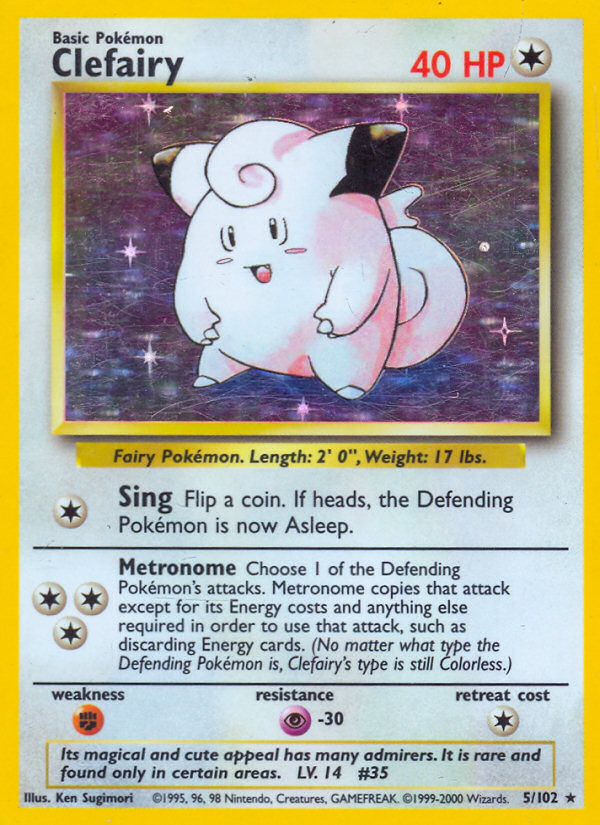 Basic Pokémon
Clefairy
40 HP
Fairy Pokémon. Length: 2' 0", Weight: 17 lbs.
Sing Flip a coin. If heads, the Defending
Pokémon is now Asleep.
Metronome Choose 1 of the Defending
Pokémon's attacks. Metronome copies that attack
except for its Energy costs and anything else
required in order to use that attack, such as
discarding Energy cards. (No matter what type the
Defending Pokémon is, Clefairy's type is still Colorless.)
weakness resistance retreat cost
-30
Its magical and cute appeal has many admirers. It is rare and
found only in certain areas. LV. 14 #35
Illus. Ken Sugimori ©1995, 96, 98 Nintendo, Creatures, GAMEFREAK. ©1999-2000 Wizards. 5/102 ★